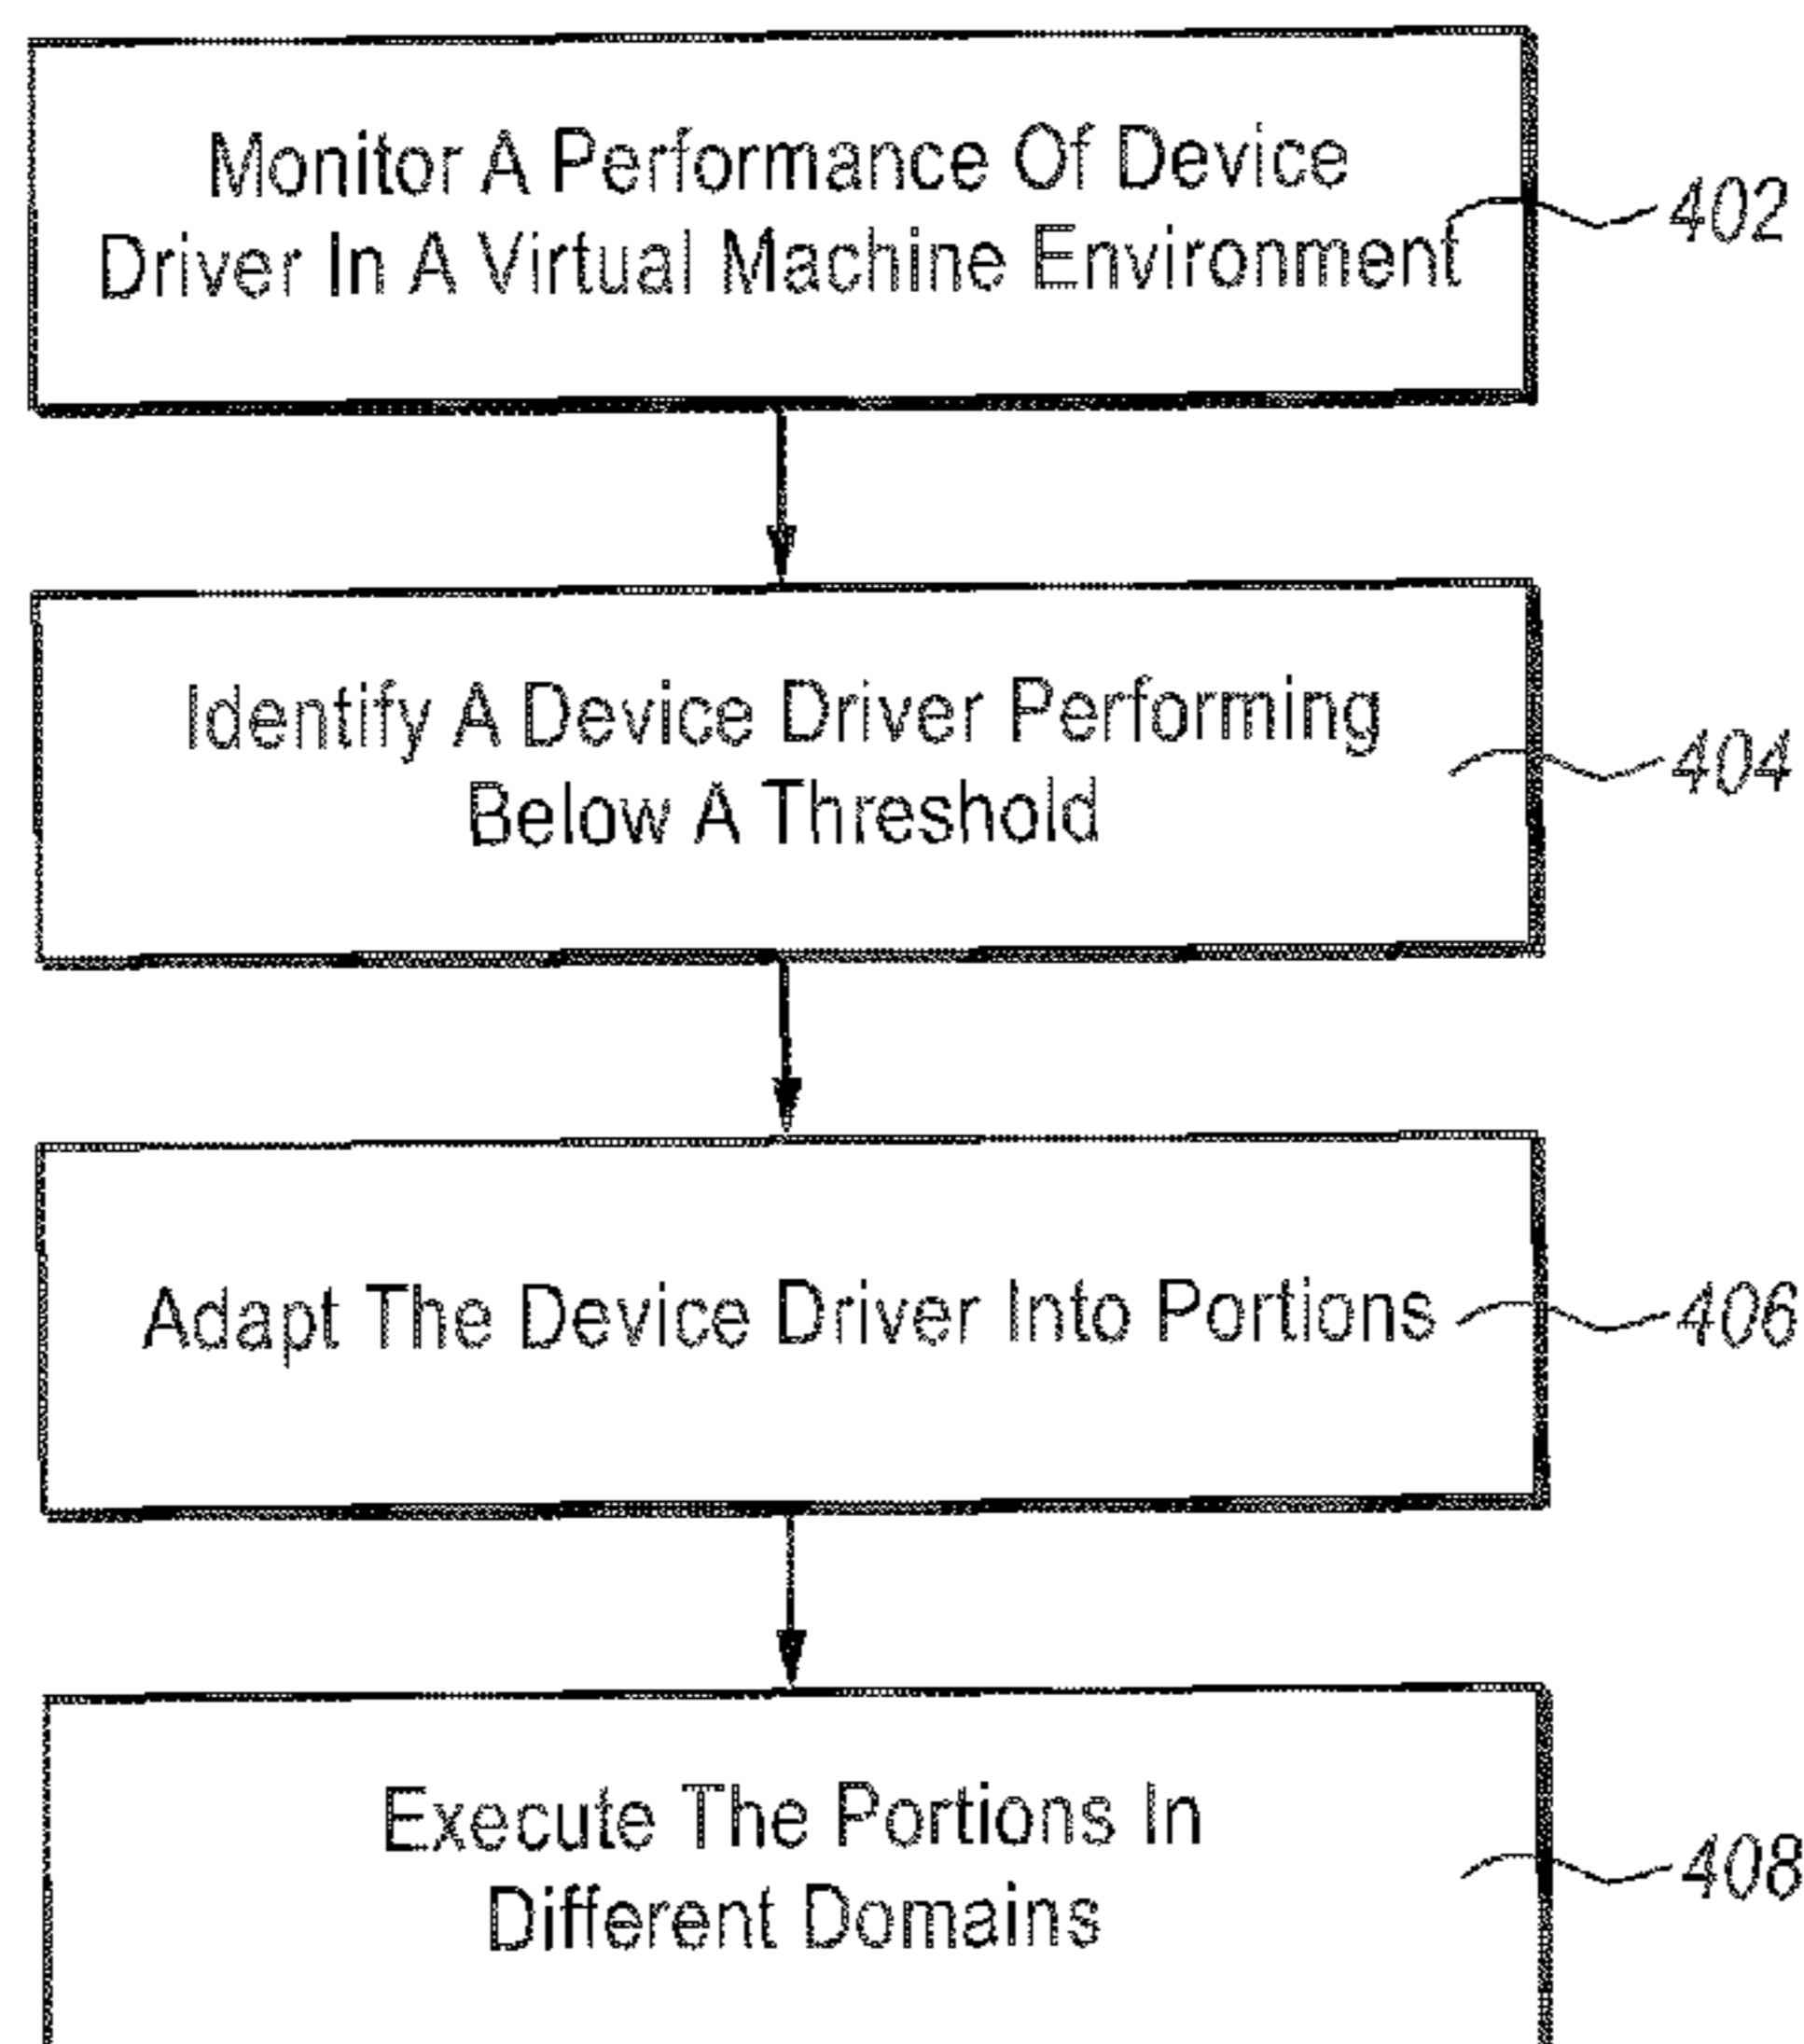 Monitor A Performance Of Device
Driver In A Virtual Machine Environment
402
Identify A Device Driver Performing
Below A Threshold
404
Adapt The Device Driver Into Portions
406
Execute The Portions In
Different Domains
408